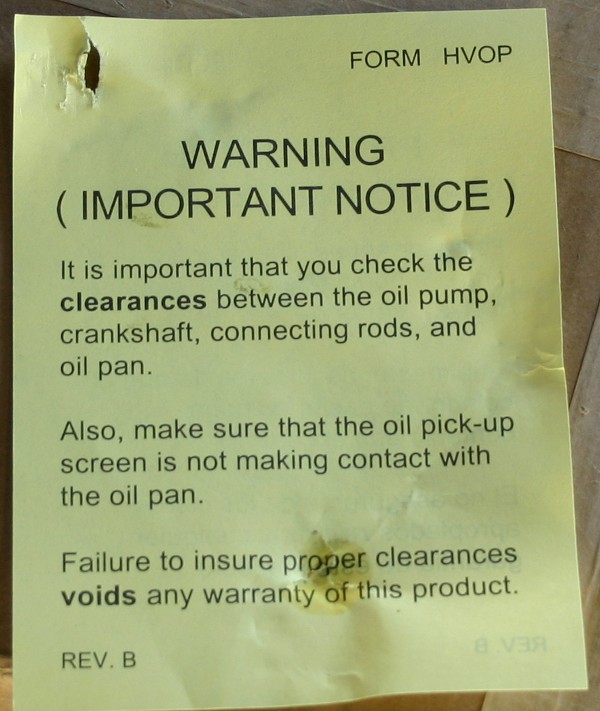 FORM HVOP
WARNING
( IMPORTANT NOTICE )
It is important that you check the
clearances between the oil pump,
crankshaft, connecting rods, and
oil pan.
Also, make sure that the oil pick-up
screen is not making contact with
the oil pan.
Failure to insure proper clearances
voids any warranty of this product.
REV. B